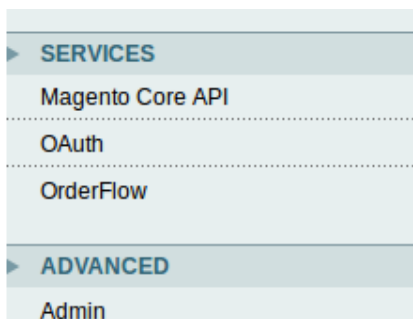 SERVICES
Magento Core API
OAuth
OrderFlow
ADVANCED
Admin